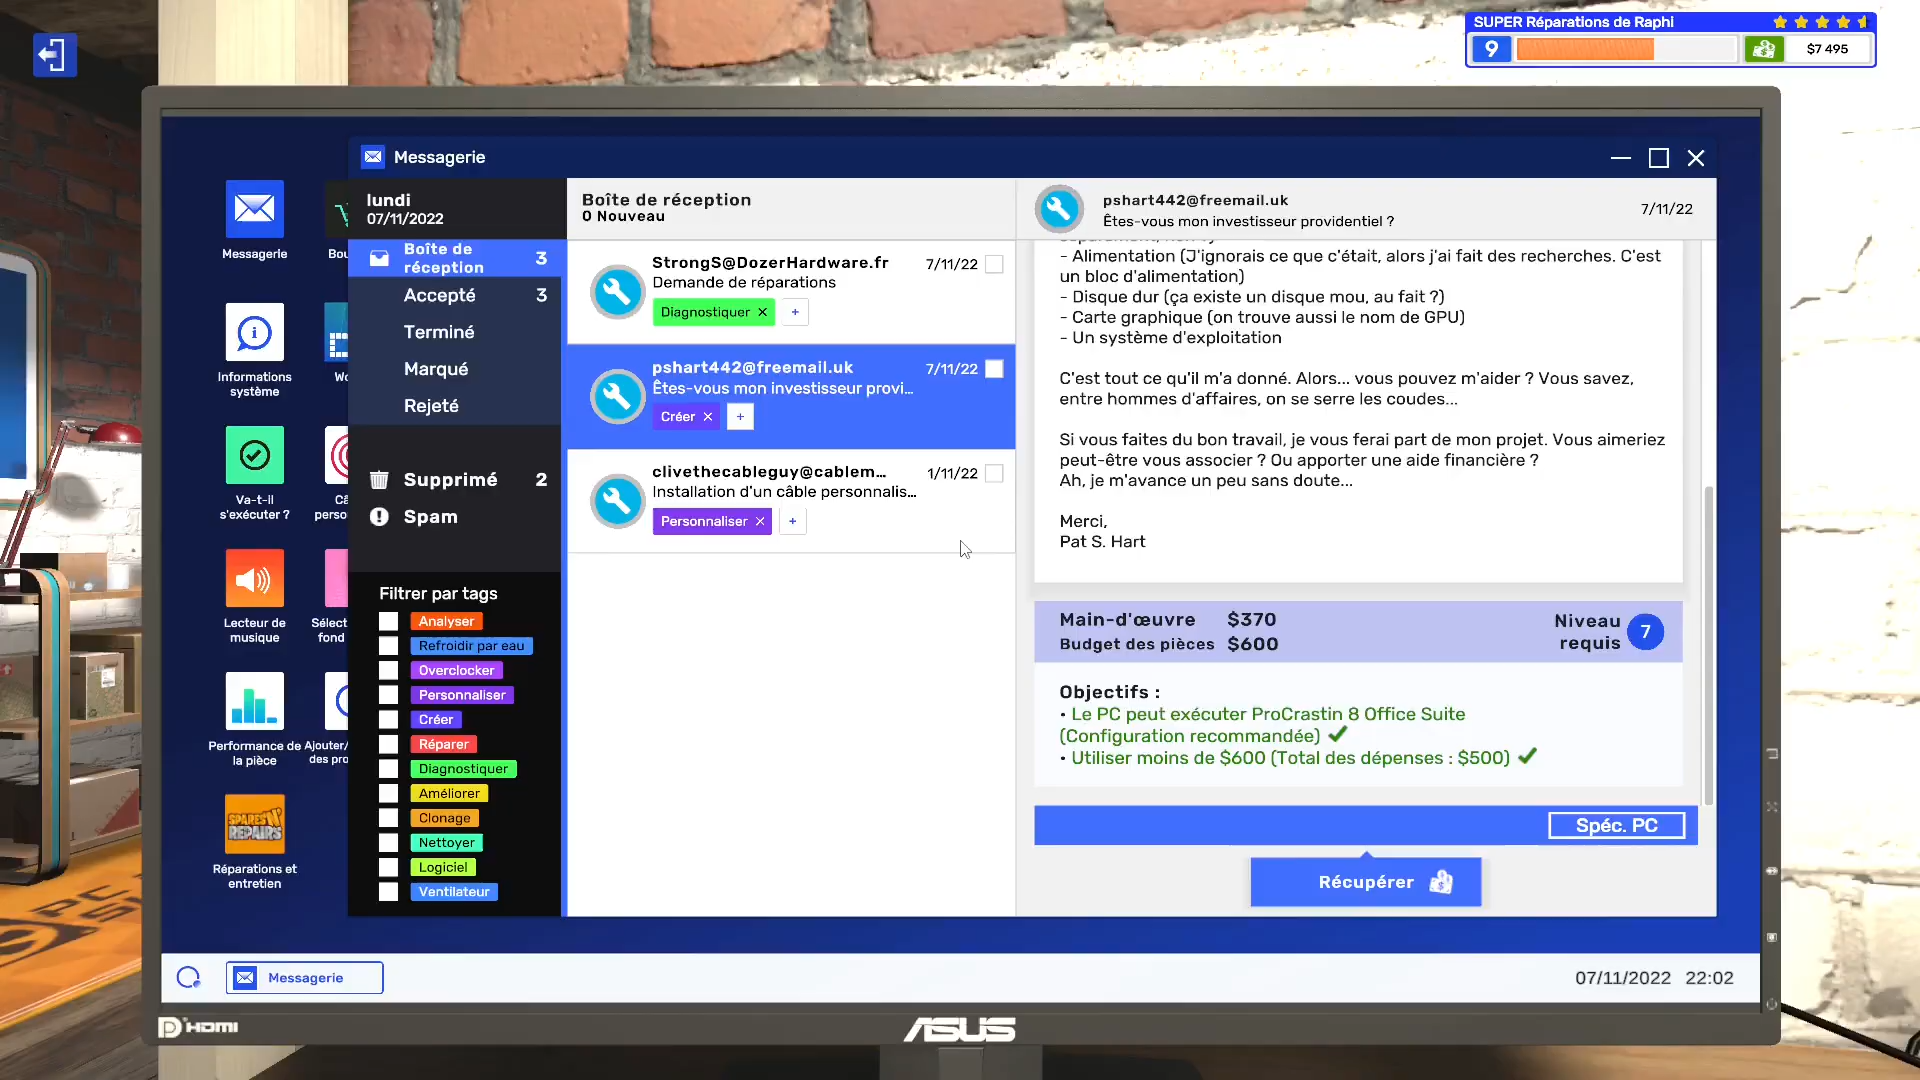 SUPER Réparations de Raphi
9
$7 495
Messagerie
lundi
07/11/2022
Boîte de réception
0 Nouveau
pshart442@freemail.uk
Êtes-vous mon investisseur providentiel ?
7/11/22
Messagerie
Informations
système
Va-t-il
s'exécuter ?
Lecteur de
musique
Performance de
la pièce
Réparations et
entretien
Bou
Wo
Câ
perso
Sélect
fond
Ajouter/
des pro
Boîte de
réception
3
Accepté
3
Terminé
Marqué
Rejeté
Supprimé
2
Spam
Filtrer par tags
Analyser
Refroidir par eau
Overclocker
Personnaliser
Créer
Réparer
Diagnostiquer
Améliorer
Clonage
Nettoyer
Logiciel
Ventilateur
StrongS@DozerHardware.fr
7/11/22
Demande de réparations
Diagnostiquer ✕ +
pshart442@freemail.uk
7/11/22
Êtes-vous mon investisseur provi...
Créer ✕ +
clivethecableguy@cablem...
1/11/22
Installation d'un câble personnalis...
Personnaliser ✕ +
- Alimentation (J'ignorais ce que c'était, alors j'ai fait des recherches. C'est
un bloc d'alimentation)
- Disque dur (ça existe un disque mou, au fait ?)
- Carte graphique (on trouve aussi le nom de GPU)
- Un système d'exploitation
C'est tout ce qu'il m'a donné. Alors... vous pouvez m'aider ? Vous savez,
entre hommes d'affaires, on se serre les coudes...
Si vous faites du bon travail, je vous ferai part de mon projet. Vous aimeriez
peut-être vous associer ? Ou apporter une aide financière ?
Ah, je m'avance un peu sans doute...
Merci,
Pat S. Hart
Main-d'œuvre $370
Budget des pièces $600
Niveau
requis
7
Objectifs :
• Le PC peut exécuter ProCrastin 8 Office Suite
(Configuration recommandée) ✔
• Utiliser moins de $600 (Total des dépenses : $500) ✔
Spéc. PC
Récupérer
SPARES N'
REPAIRS
Messagerie
07/11/2022 22:02
HDMI
ASUS